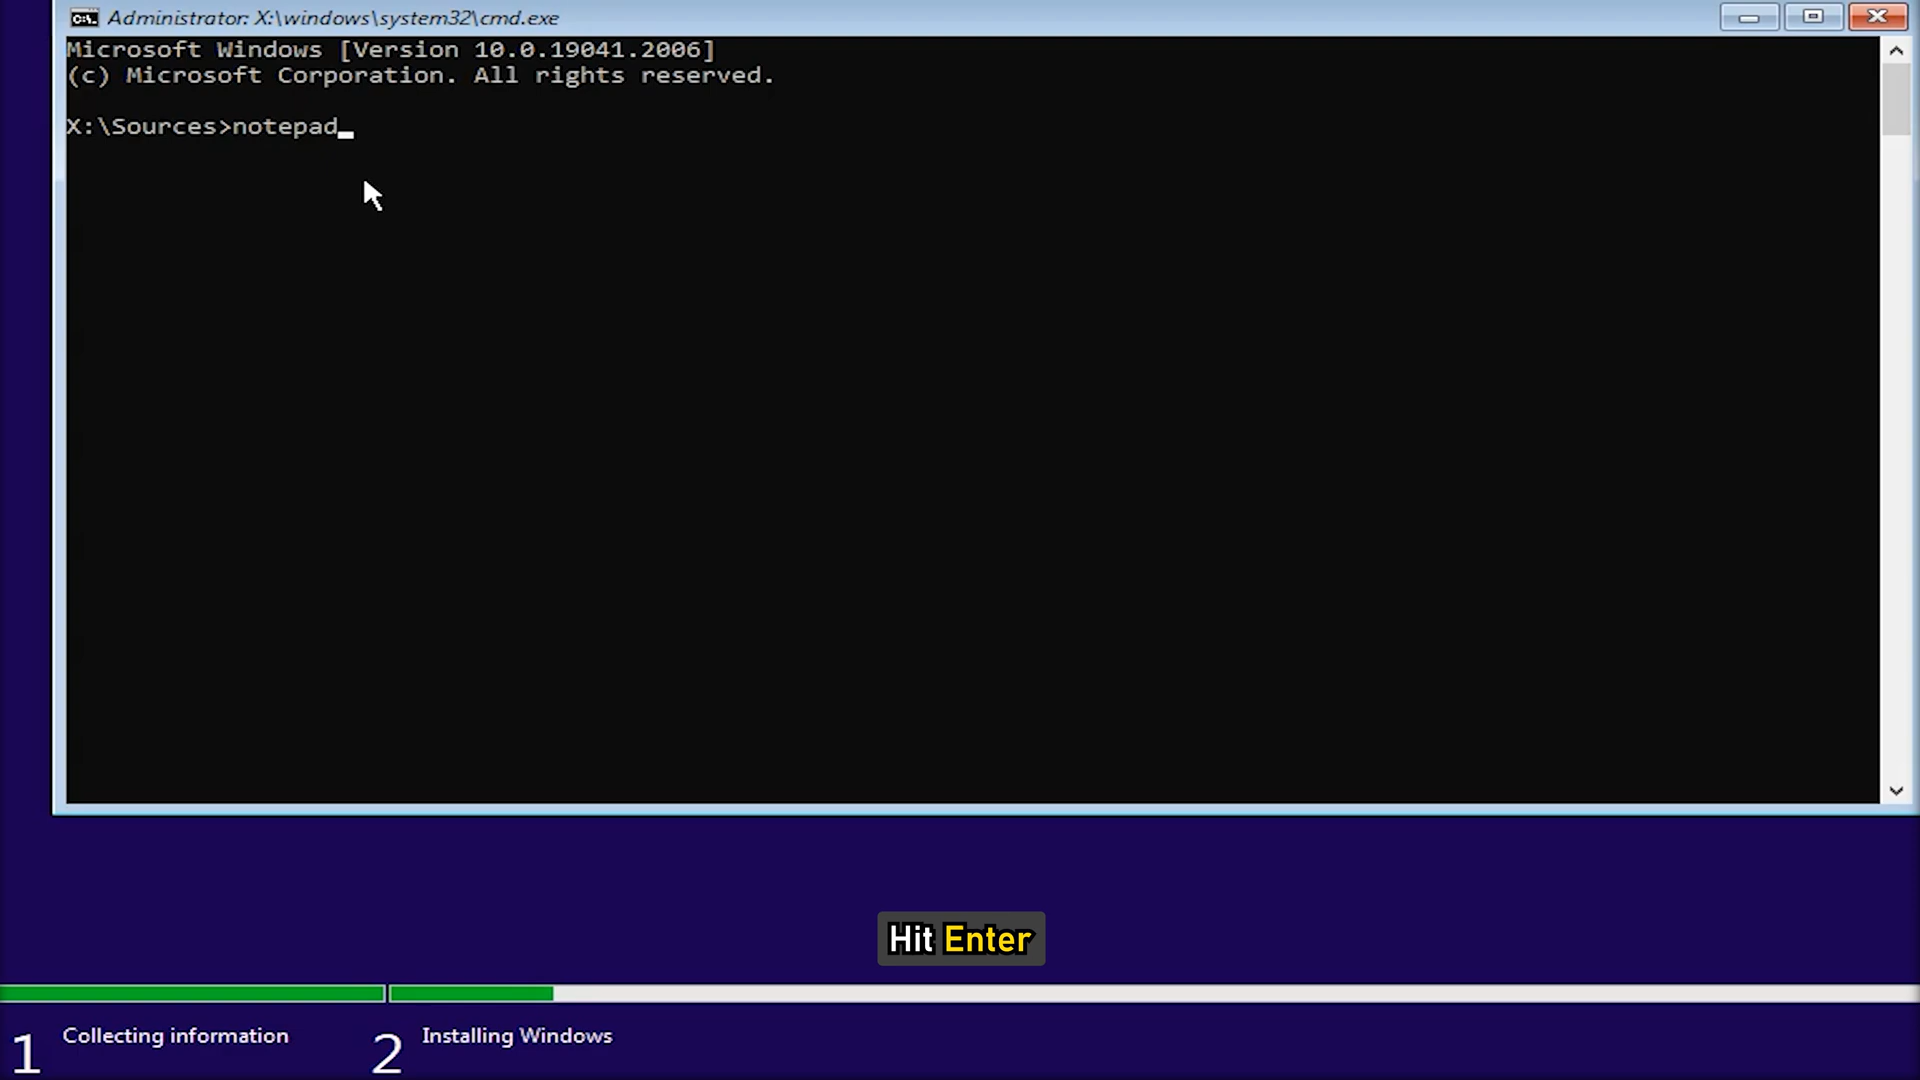 Administrator: X:\windows\system32\cmd.exe
Microsoft Windows [Version 10.0.19041.2006]
(c) Microsoft Corporation. All rights reserved.
X:\Sources>notepad_
Hit Enter
1 Collecting information 2 Installing Windows